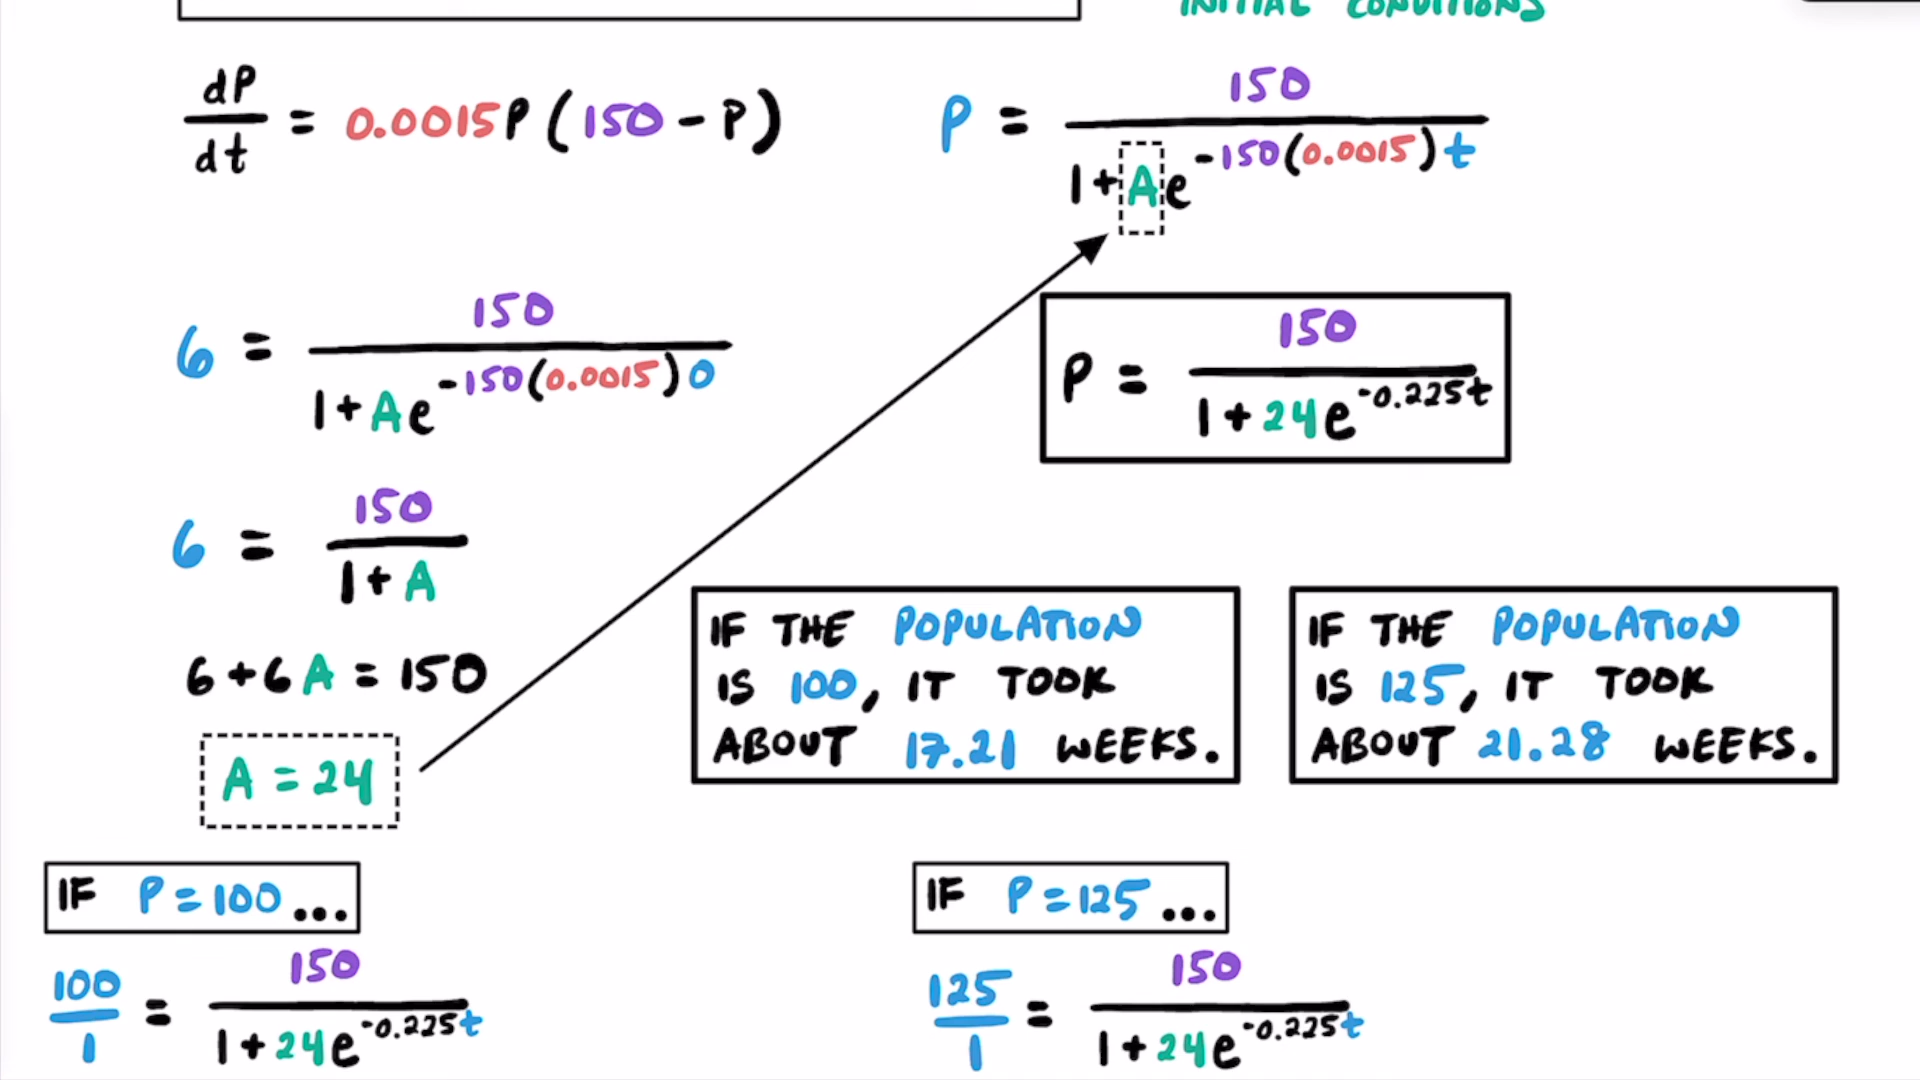 INITIAL CONDITIONS
dP/dt = 0.0015P(150 - P)
P = 150/(1+Ae^-150(0.0015)t)
6 = 150/(1+Ae^-150(0.0015)0)
P = 150/(1+24e^-0.225t)
6 = 150/(1+A)
6+6A = 150
A = 24
IF THE POPULATION
IS 100, IT TOOK
ABOUT 17.21 WEEKS.
IF THE POPULATION
IS 125, IT TOOK
ABOUT 21.28 WEEKS.
IF P=100...
100/1 = 150/(1+24e^-0.225t)
IF P=125...
125/1 = 150/(1+24e^-0.225t)